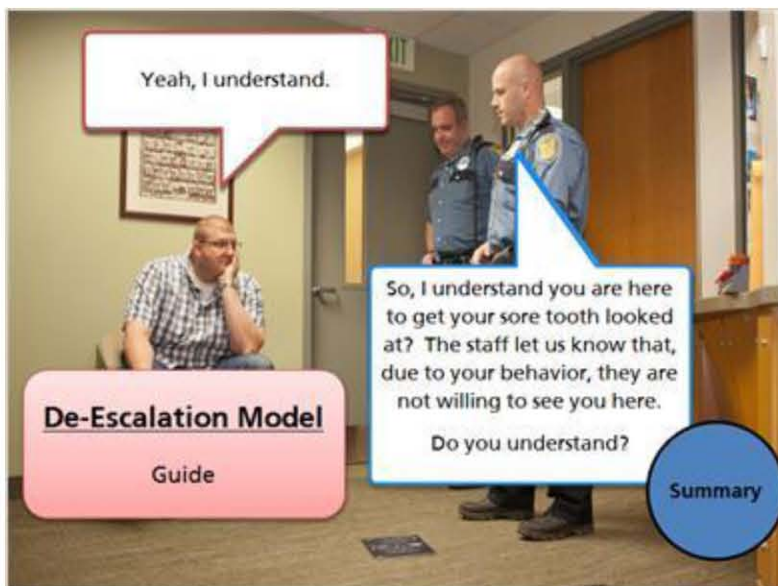 Yeah, I understand.
So, I understand you are here
to get your sore tooth looked
at? The staff let us know that,
due to your behavior, they are
not willing to see you here.
Do you understand?
De-Escalation Model
Guide
Summary